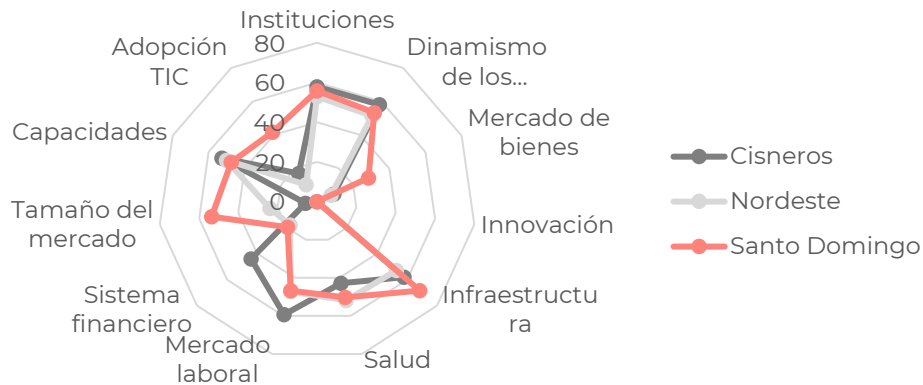 Instituciones
Dinamismo
de los...
Mercado de
bienes
Innovación
Infraestructu
ra
Salud
Mercado
laboral
Sistema
financiero
Tamaño del
mercado
Capacidades
Adopción
TIC
80
60
40
20
0
Cisneros
Nordeste
Santo Domingo